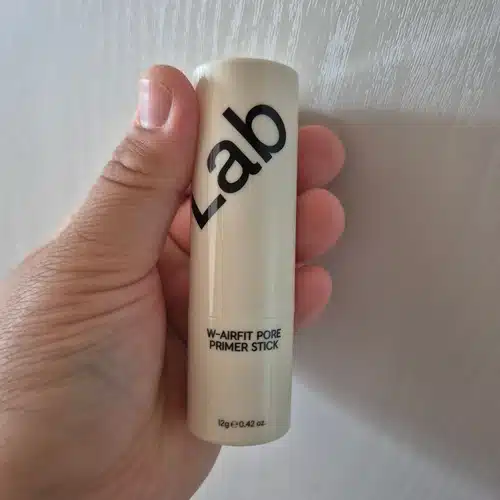 Lab
W-AIRFIT PORE
PRIMER STICK
12g ℮ 0.42 oz.